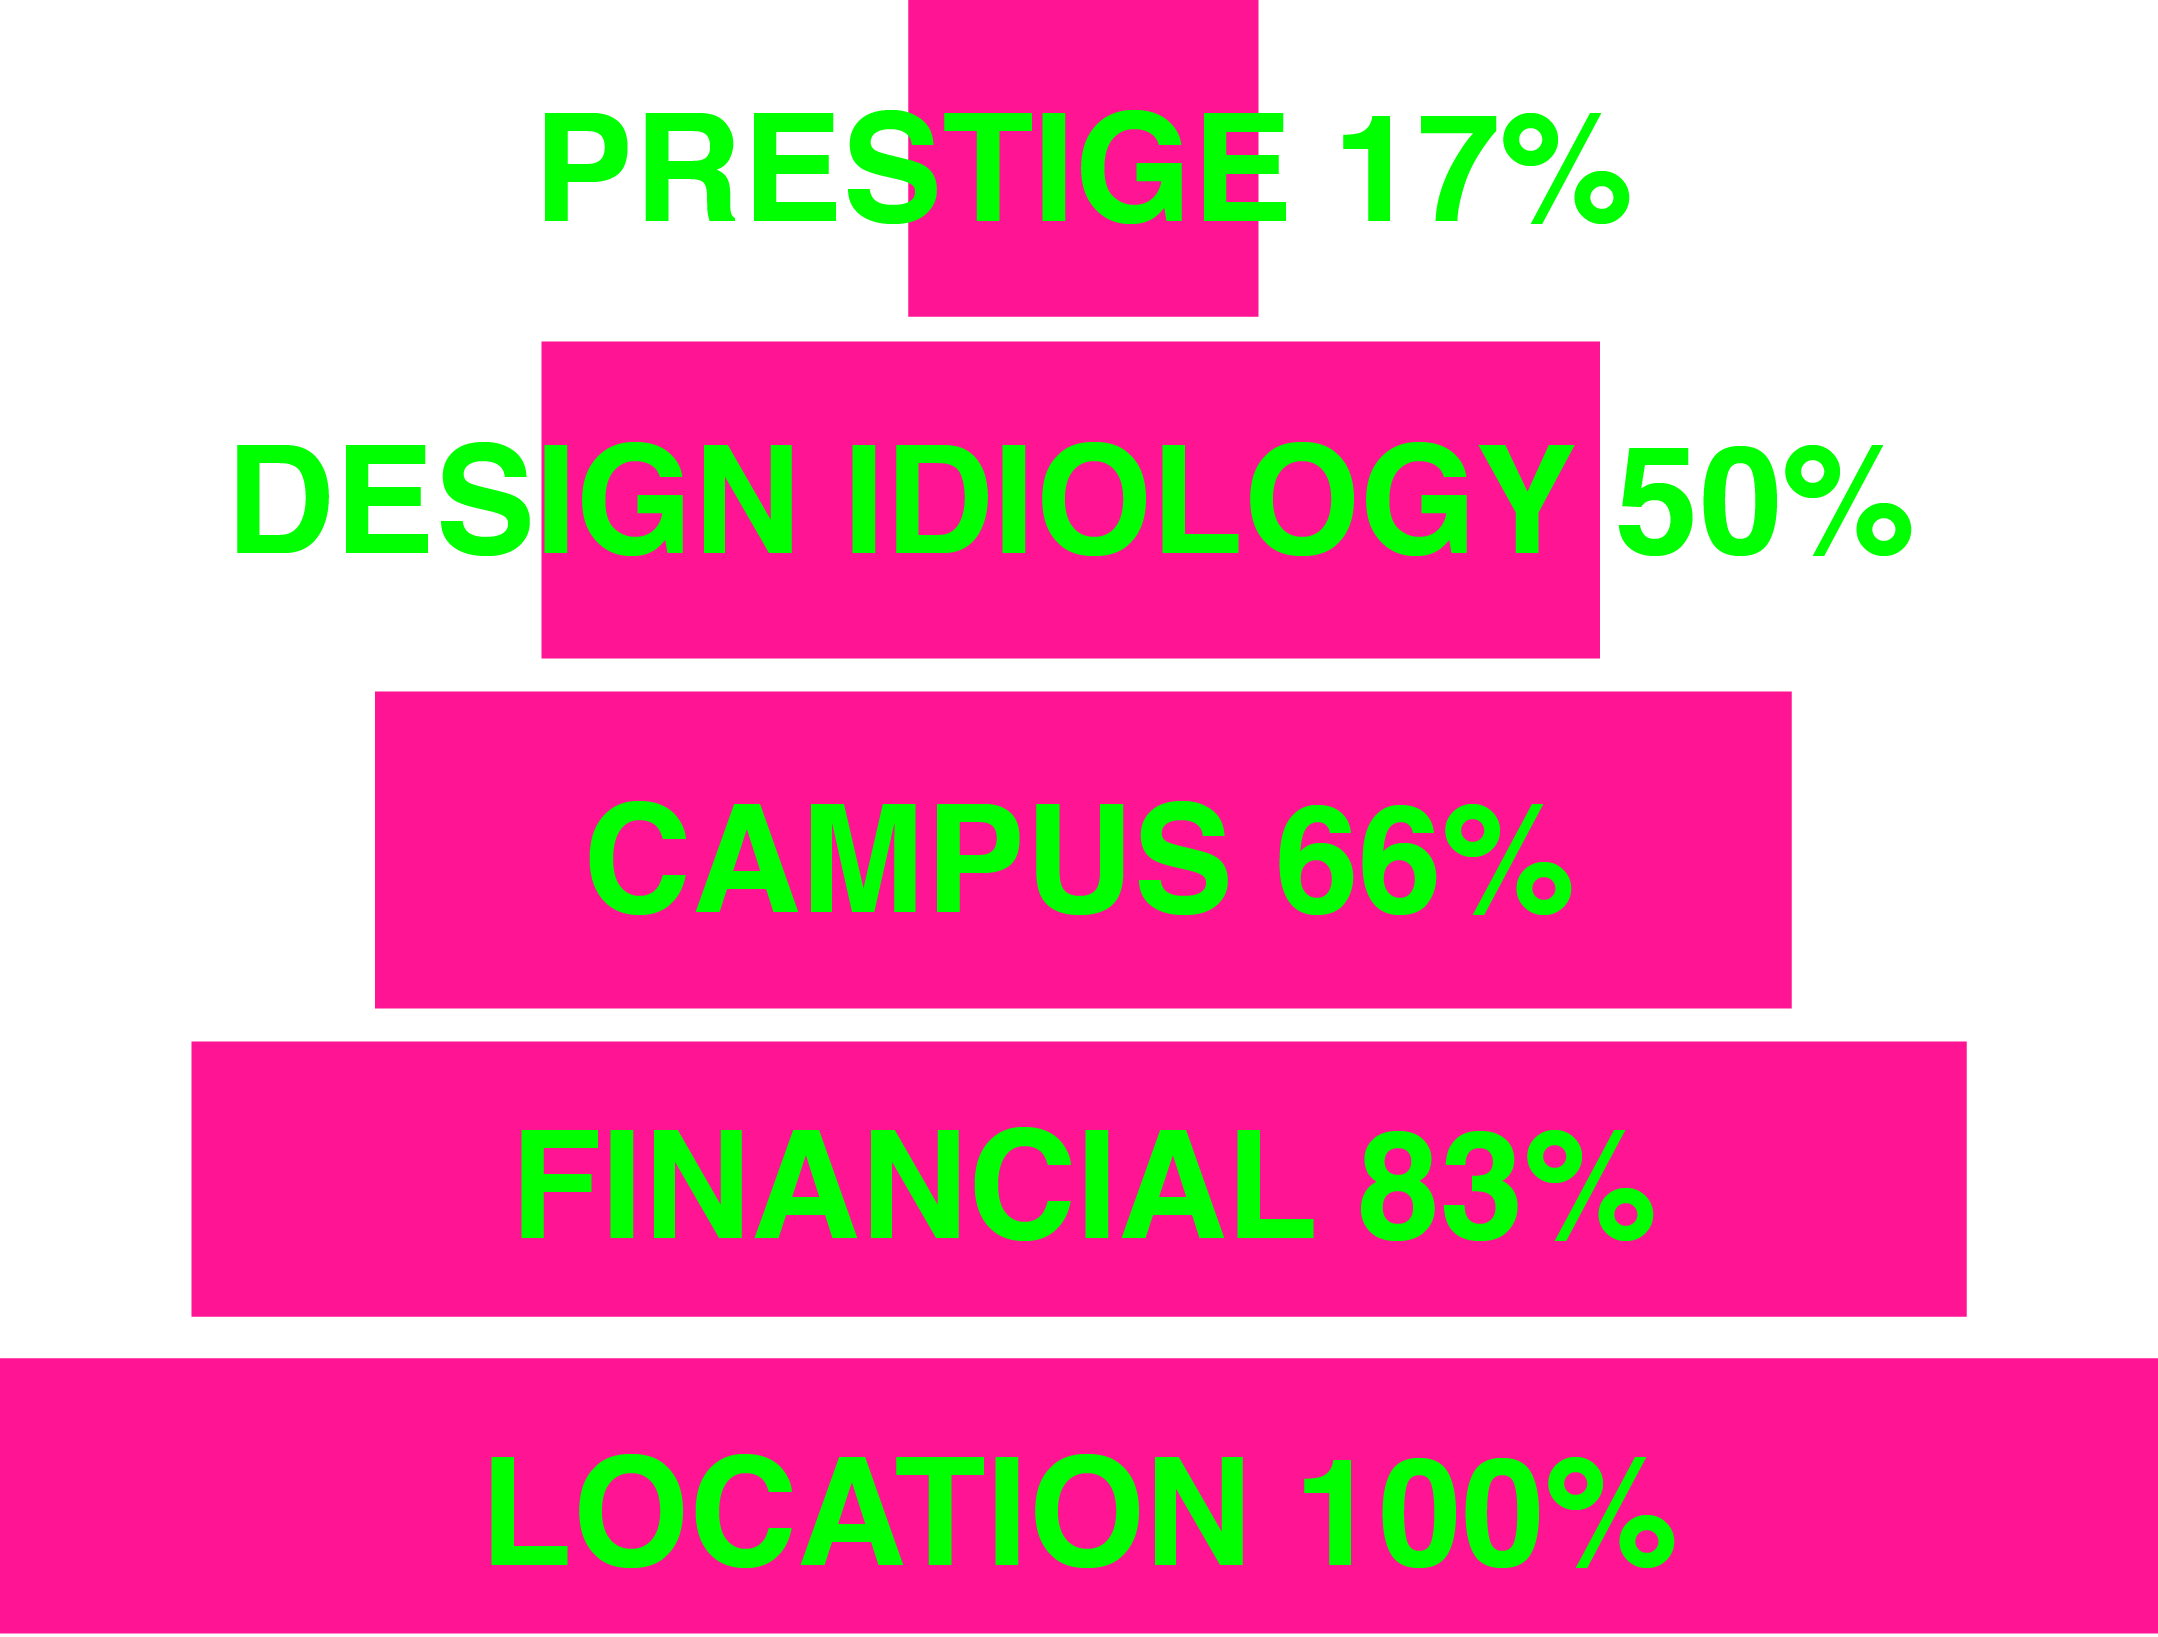 PRESTIGE 17%
DESIGN IDIOLOGY 50%
CAMPUS 66%
FINANCIAL 83%
LOCATION 100%